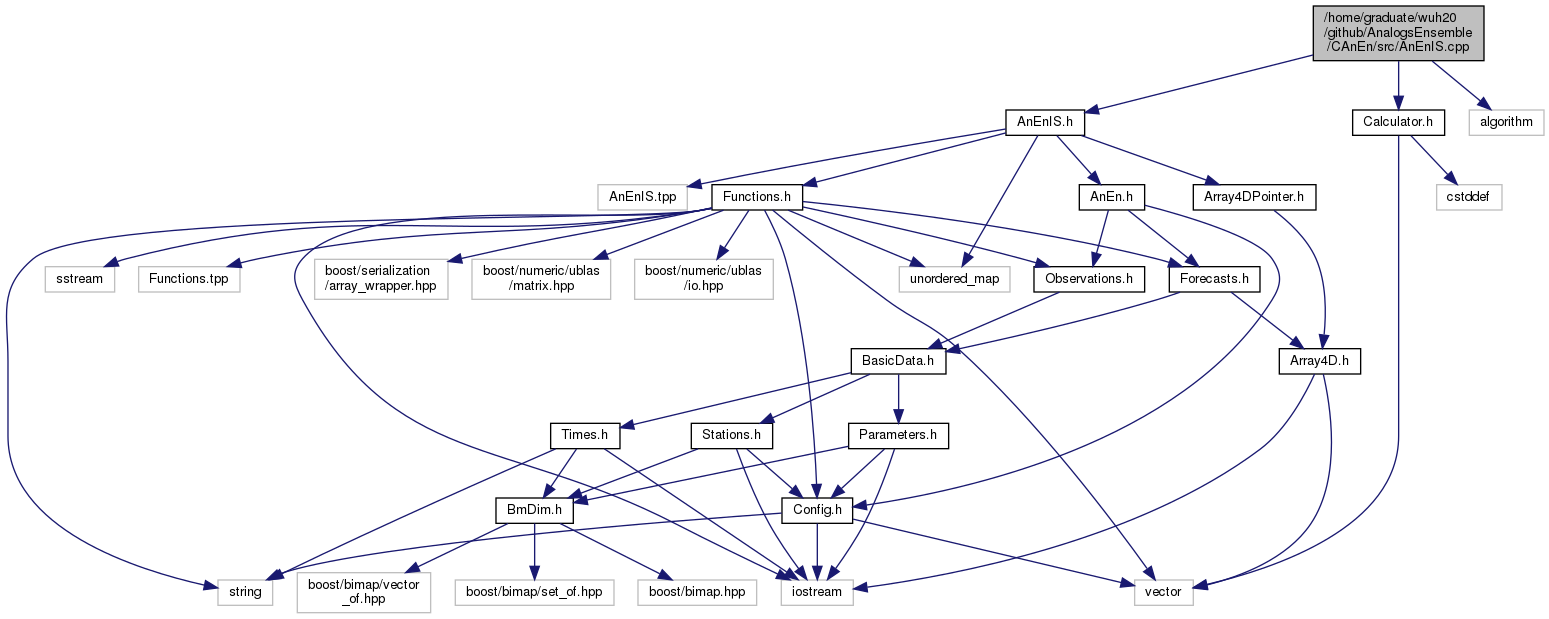 /home/graduate/wuh20
/github/AnalogsEnsemble
/CAnEn/src/AnEnIS.cpp
AnEnIS.h
Calculator.h
algorithm
AnEnIS.tpp
Functions.h
AnEn.h
Array4DPointer.h
cstddef
sstream
Functions.tpp
boost/serialization
/array_wrapper.hpp
boost/numeric/ublas
/matrix.hpp
boost/numeric/ublas
/io.hpp
unordered_map
Observations.h
Forecasts.h
BasicData.h
Array4D.h
Times.h
Stations.h
Parameters.h
BmDim.h
Config.h
string
boost/bimap/vector
_of.hpp
boost/bimap/set_of.hpp
boost/bimap.hpp
iostream
vector